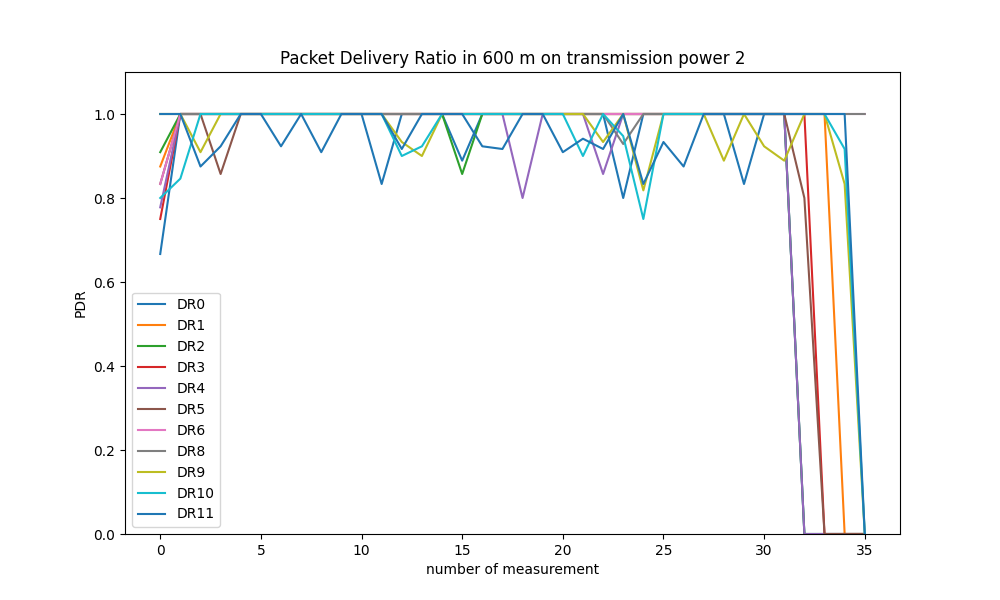 Packet Delivery Ratio in 600 m on transmission power 2
1.0
0.8
0.6
0.4
0.2
0.0
PDR
DR0
DR1
DR2
DR3
DR4
DR5
DR6
DR8
DR9
DR10
DR11
0 5 10 15 20 25 30 35
number of measurement